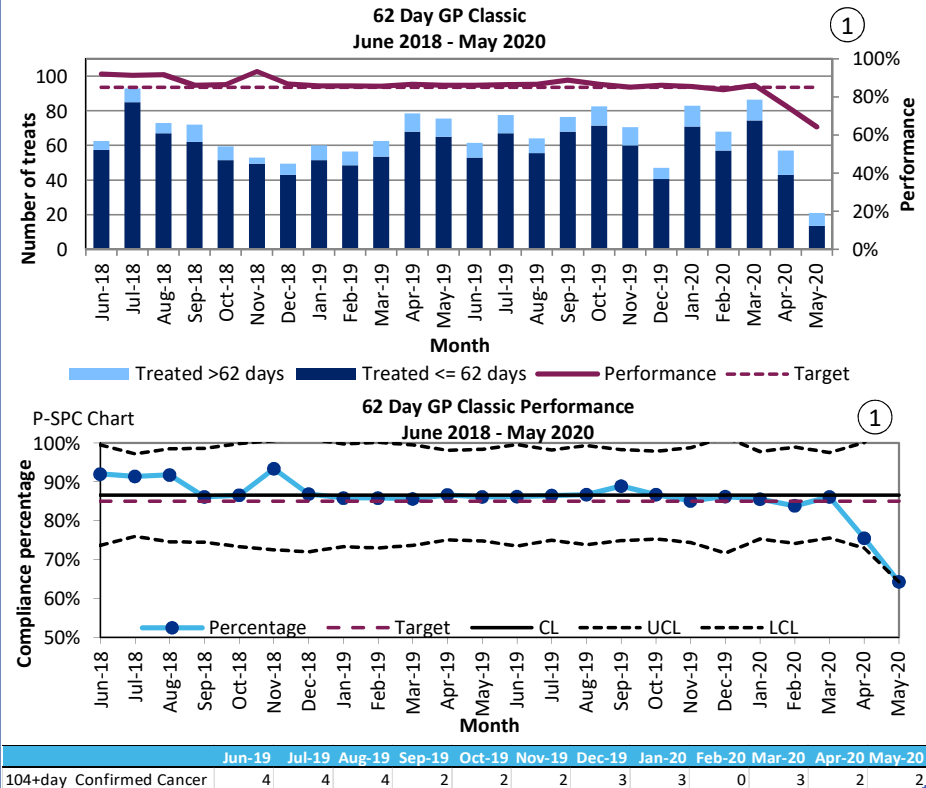 62 Day GP Classic
June 2018 - May 2020
1
Number of treats
100
80
60
40
20
0
100%
80%
60%
40%
20%
0%
Performance
Jun-18 Jul-18 Aug-18 Sep-18 Oct-18 Nov-18 Dec-18 Jan-19 Feb-19 Mar-19 Apr-19 May-19 Jun-19 Jul-19 Aug-19 Sep-19 Oct-19 Nov-19 Dec-19 Jan-20 Feb-20 Mar-20 Apr-20 May-20
Month
Treated >62 days Treated <= 62 days Performance Target
P-SPC Chart
62 Day GP Classic Performance
June 2018 - May 2020
1
Compliance percentage
100%
90%
80%
70%
60%
50%
Percentage Target CL UCL LCL
Jun-18 Jul-18 Aug-18 Sep-18 Oct-18 Nov-18 Dec-18 Jan-19 Feb-19 Mar-19 Apr-19 May-19 Jun-19 Jul-19 Aug-19 Sep-19 Oct-19 Nov-19 Dec-19 Jan-20 Feb-20 Mar-20 Apr-20 May-20
Month
Jun-19 Jul-19 Aug-19 Sep-19 Oct-19 Nov-19 Dec-19 Jan-20 Feb-20 Mar-20 Apr-20 May-20
104+day Confirmed Cancer 4 4 4 2 2 2 3 3 0 3 2 2